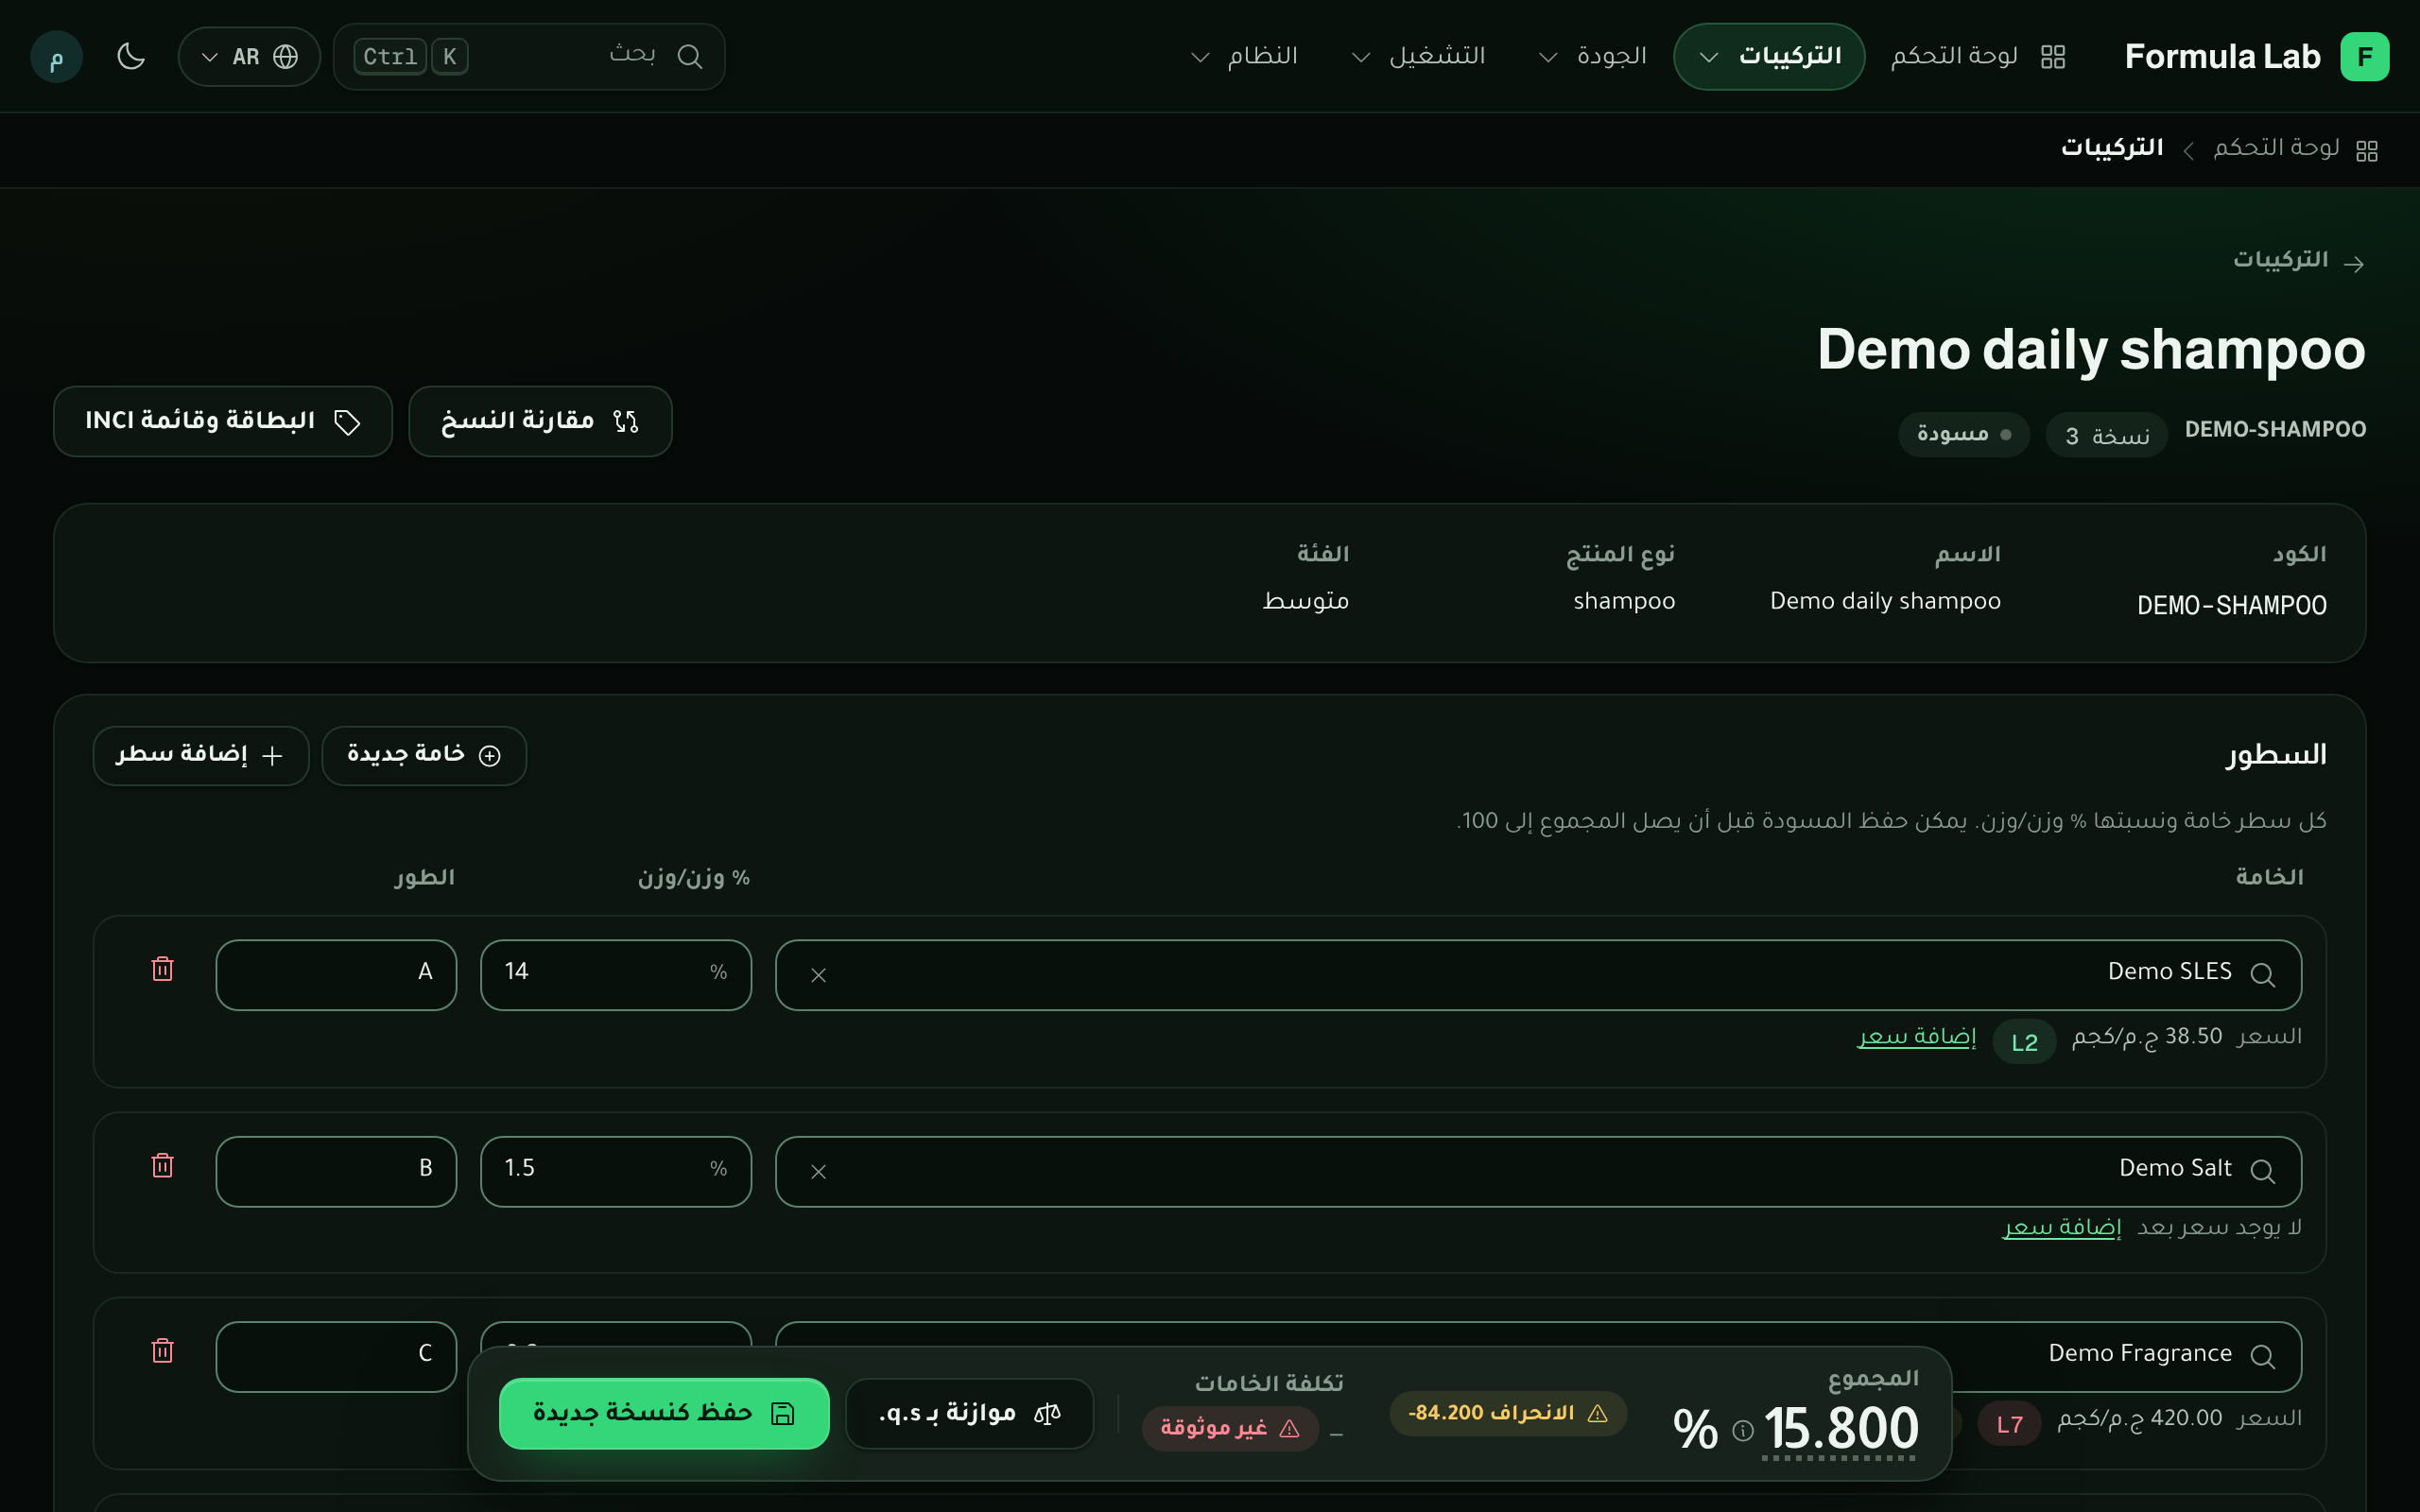 F Formula Lab
لوحة التحكم
التركيبات
الجودة
التشغيل
النظام
بحث
Ctrl K
AR
م
لوحة التحكم
التركيبات
التركيبات
Demo daily shampoo
DEMO-SHAMPOO
نسخة 3
مسودة
مقارنة النسخ
البطاقة وقائمة INCI
الكود
الاسم
نوع المنتج
الفئة
DEMO-SHAMPOO
Demo daily shampoo
shampoo
متوسط
السطور
خامة جديدة
إضافة سطر
كل سطر خامة ونسبتها % وزن/وزن. يمكن حفظ المسودة قبل أن يصل المجموع إلى 100.
الخامة
% وزن/وزن
الطور
Demo SLES
% 14
A
السعر 38.50 ج.م/كجم L2 إضافة سعر
Demo Salt
% 1.5
B
لا يوجد سعر بعد إضافة سعر
Demo Fragrance
C
السعر 420.00 ج.م/كجم L7
المجموع
15.800 %
الانحراف 84.200-
تكلفة الخامات
– غير موثوقة
موازنة بـ q.s.
حفظ كنسخة جديدة